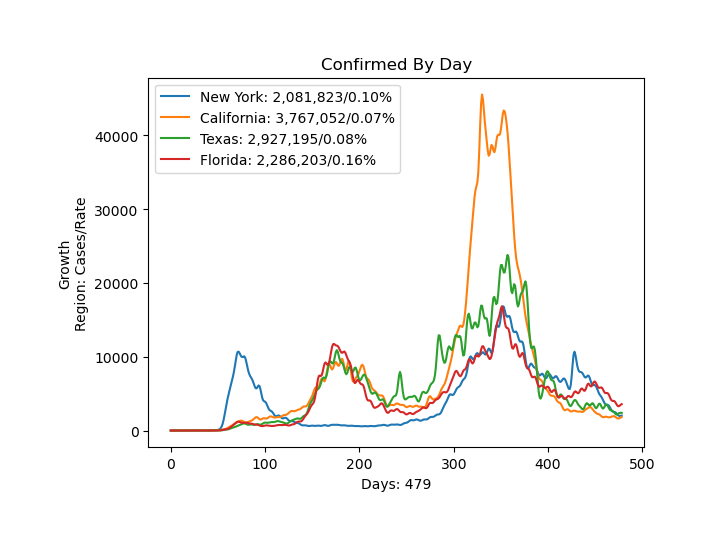 Confirmed By Day
New York: 2,081,823/0.10%
California: 3,767,052/0.07%
Texas: 2,927,195/0.08%
Florida: 2,286,203/0.16%
Growth
Region: Cases/Rate
40000
30000
20000
10000
0
0 100 200 300 400 500
Days: 479